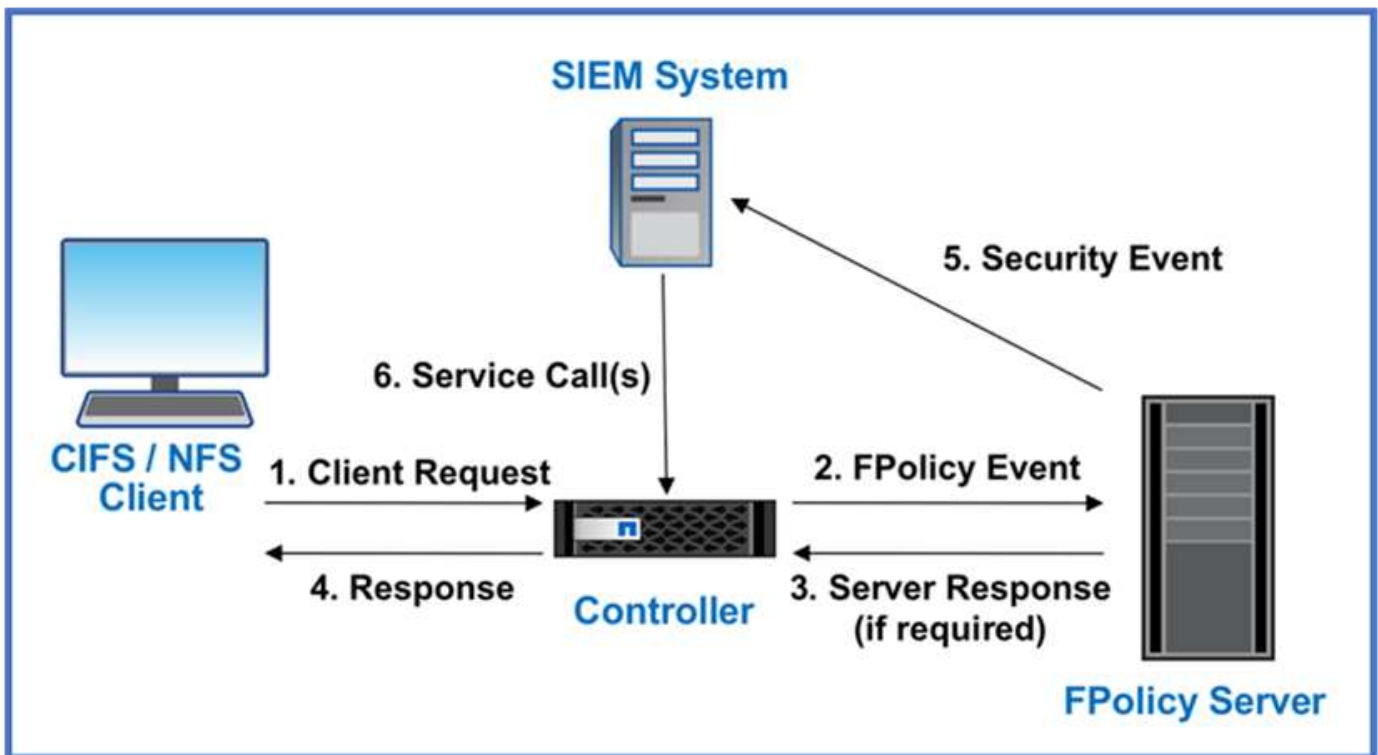 SIEM System
5. Security Event
6. Service Call(s)
CIFS / NFS
Client
1. Client Request
2. FPolicy Event
4. Response
3. Server Response
(if required)
Controller
FPolicy Server